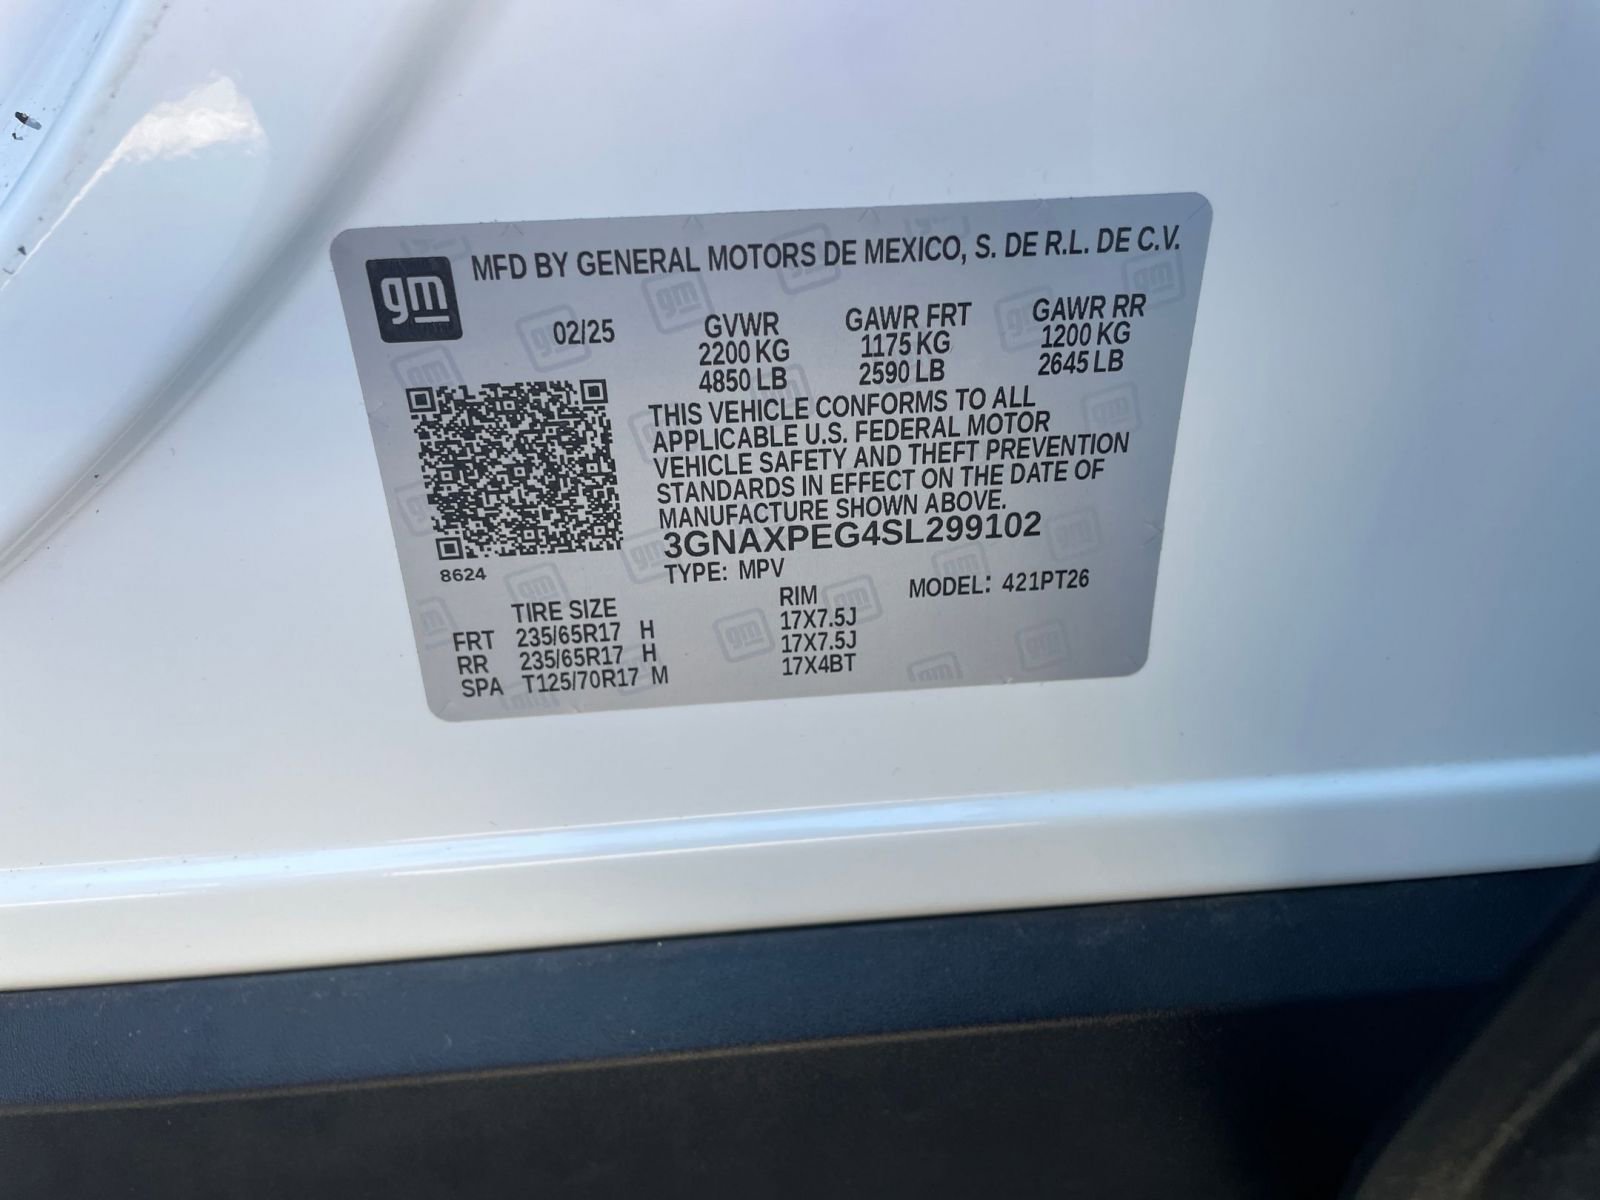 gm MFD BY GENERAL MOTORS DE MEXICO, S. DE R.L. DE C.V.
02/25 GVWR GAWR FRT GAWR RR
2200 KG 1175 KG 1200 KG
4850 LB 2590 LB 2645 LB
THIS VEHICLE CONFORMS TO ALL
APPLICABLE U.S. FEDERAL MOTOR
VEHICLE SAFETY AND THEFT PREVENTION
STANDARDS IN EFFECT ON THE DATE OF
MANUFACTURE SHOWN ABOVE.
3GNAXPEG4SL299102
8624 TYPE: MPV MODEL: 421PT26
TIRE SIZE RIM
FRT 235/65R17 H 17X7.5J
RR 235/65R17 H 17X7.5J
SPA T125/70R17 M 17X4BT